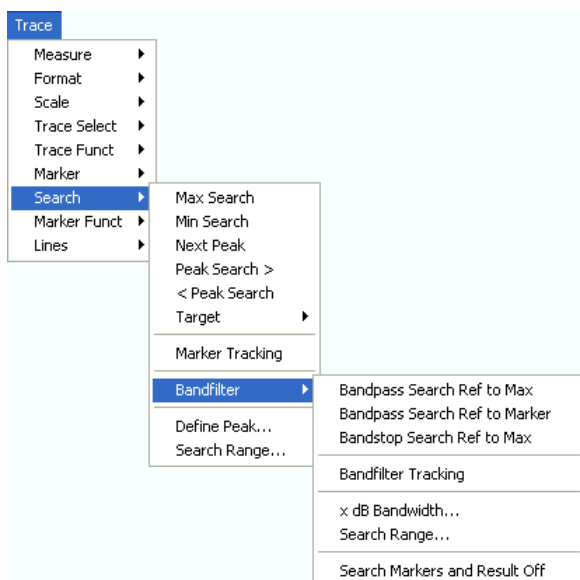 Trace
Measure
Format
Scale
Trace Select
Trace Funct
Marker
Search
Marker Funct
Lines
Max Search
Min Search
Next Peak
Peak Search >
< Peak Search
Target
Marker Tracking
Bandfilter
Define Peak...
Search Range...
Bandpass Search Ref to Max
Bandpass Search Ref to Marker
Bandstop Search Ref to Max
Bandfilter Tracking
x dB Bandwidth...
Search Range...
Search Markers and Result Off